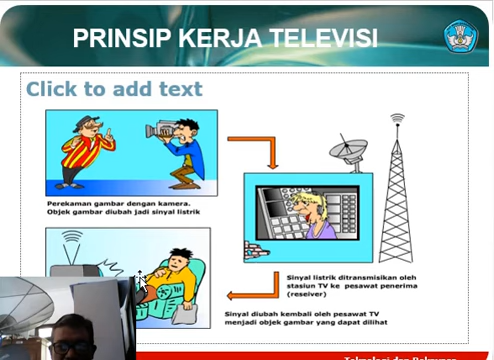 PRINSIP KERJA TELEVISI
Click to add text
Perekaman gambar dengan kamera.
Objek gambar diubah jadi sinyal listrik
Sinyal listrik ditransmisikan oleh
stasiun TV ke pesawat penerima
(reseiver)
Sinyal diubah kembali oleh pesawat TV
menjadi objek gambar yang dapat dilihat